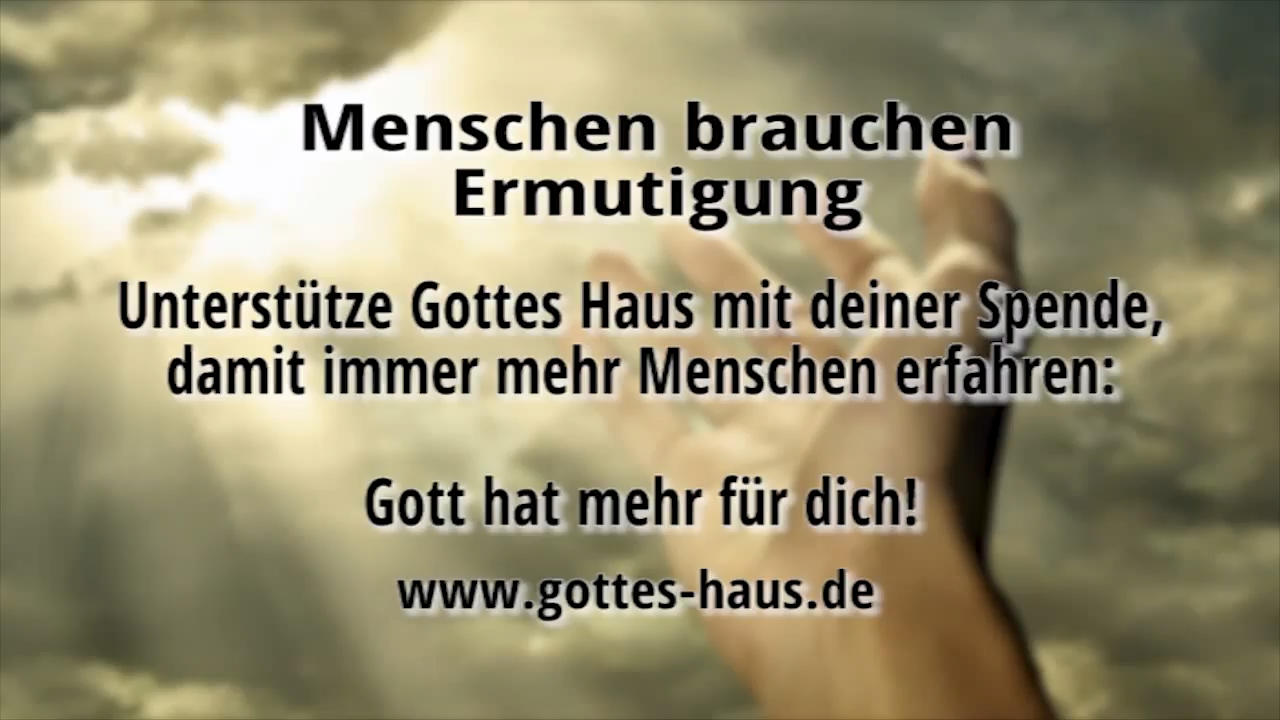 Menschen brauchen
Ermutigung
Unterstütze Gottes Haus mit deiner Spende,
damit immer mehr Menschen erfahren:
Gott hat mehr für dich!
www.gottes-haus.de